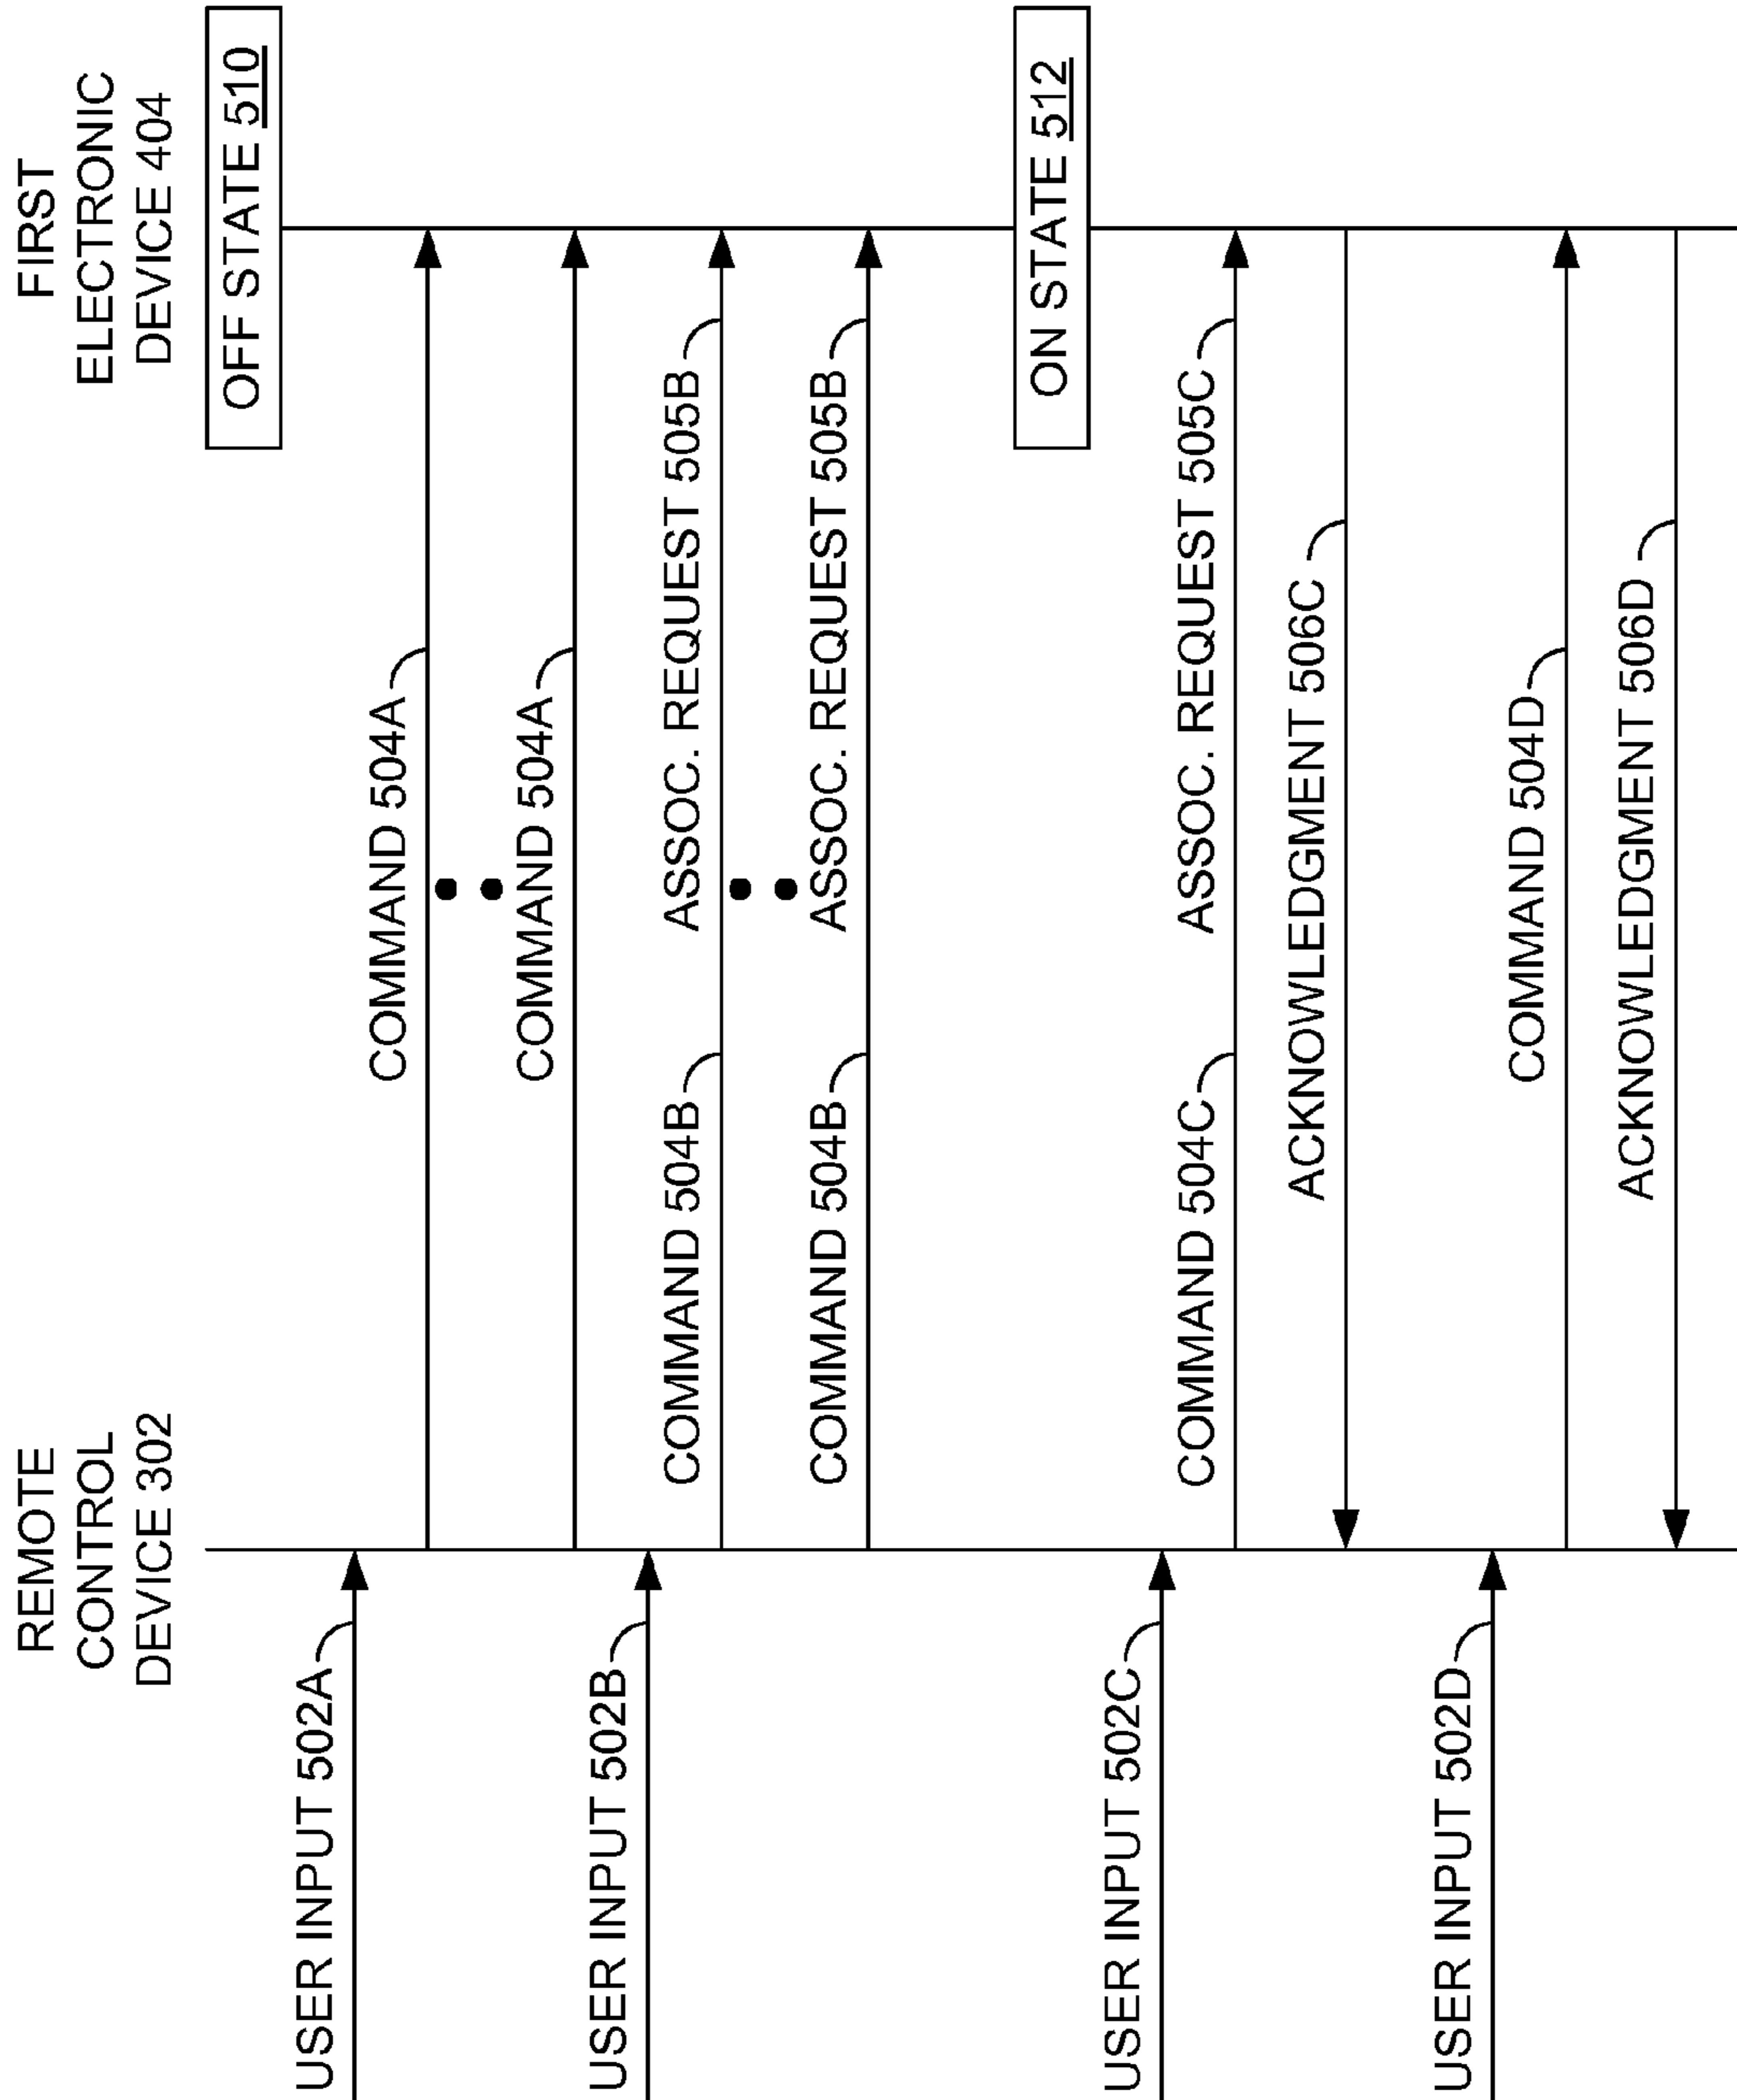 REMOTE
CONTROL
DEVICE 302
FIRST
ELECTRONIC
DEVICE 404
OFF STATE 510
USER INPUT 502A
COMMAND 504A
COMMAND 504A
USER INPUT 502B
COMMAND 504B ASSOC. REQUEST 505B
COMMAND 504B ASSOC. REQUEST 505B
ON STATE 512
USER INPUT 502C
COMMAND 504C ASSOC. REQUEST 505C
ACKNOWLEDGMENT 506C
USER INPUT 502D
COMMAND 504D
ACKNOWLEDGMENT 506D